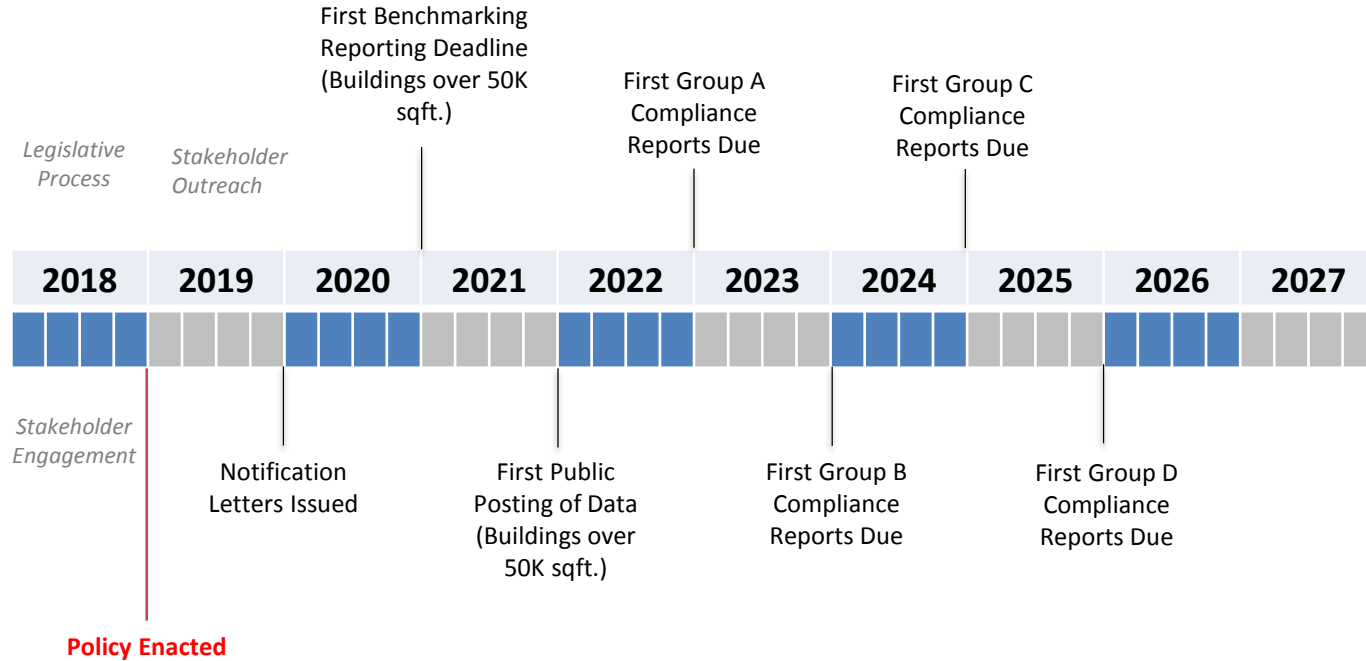 First Benchmarking
Reporting Deadline
(Buildings over 50K
sqft.)
First Group A
Compliance
Reports Due
First Group C
Compliance
Reports Due
Legislative
Process
Stakeholder
Outreach
2018 2019 2020 2021 2022 2023 2024 2025 2026 2027
Stakeholder
Engagement
Notification
Letters Issued
First Public
Posting of Data
(Buildings over
50K sqft.)
First Group B
Compliance
Reports Due
First Group D
Compliance
Reports Due
Policy Enacted